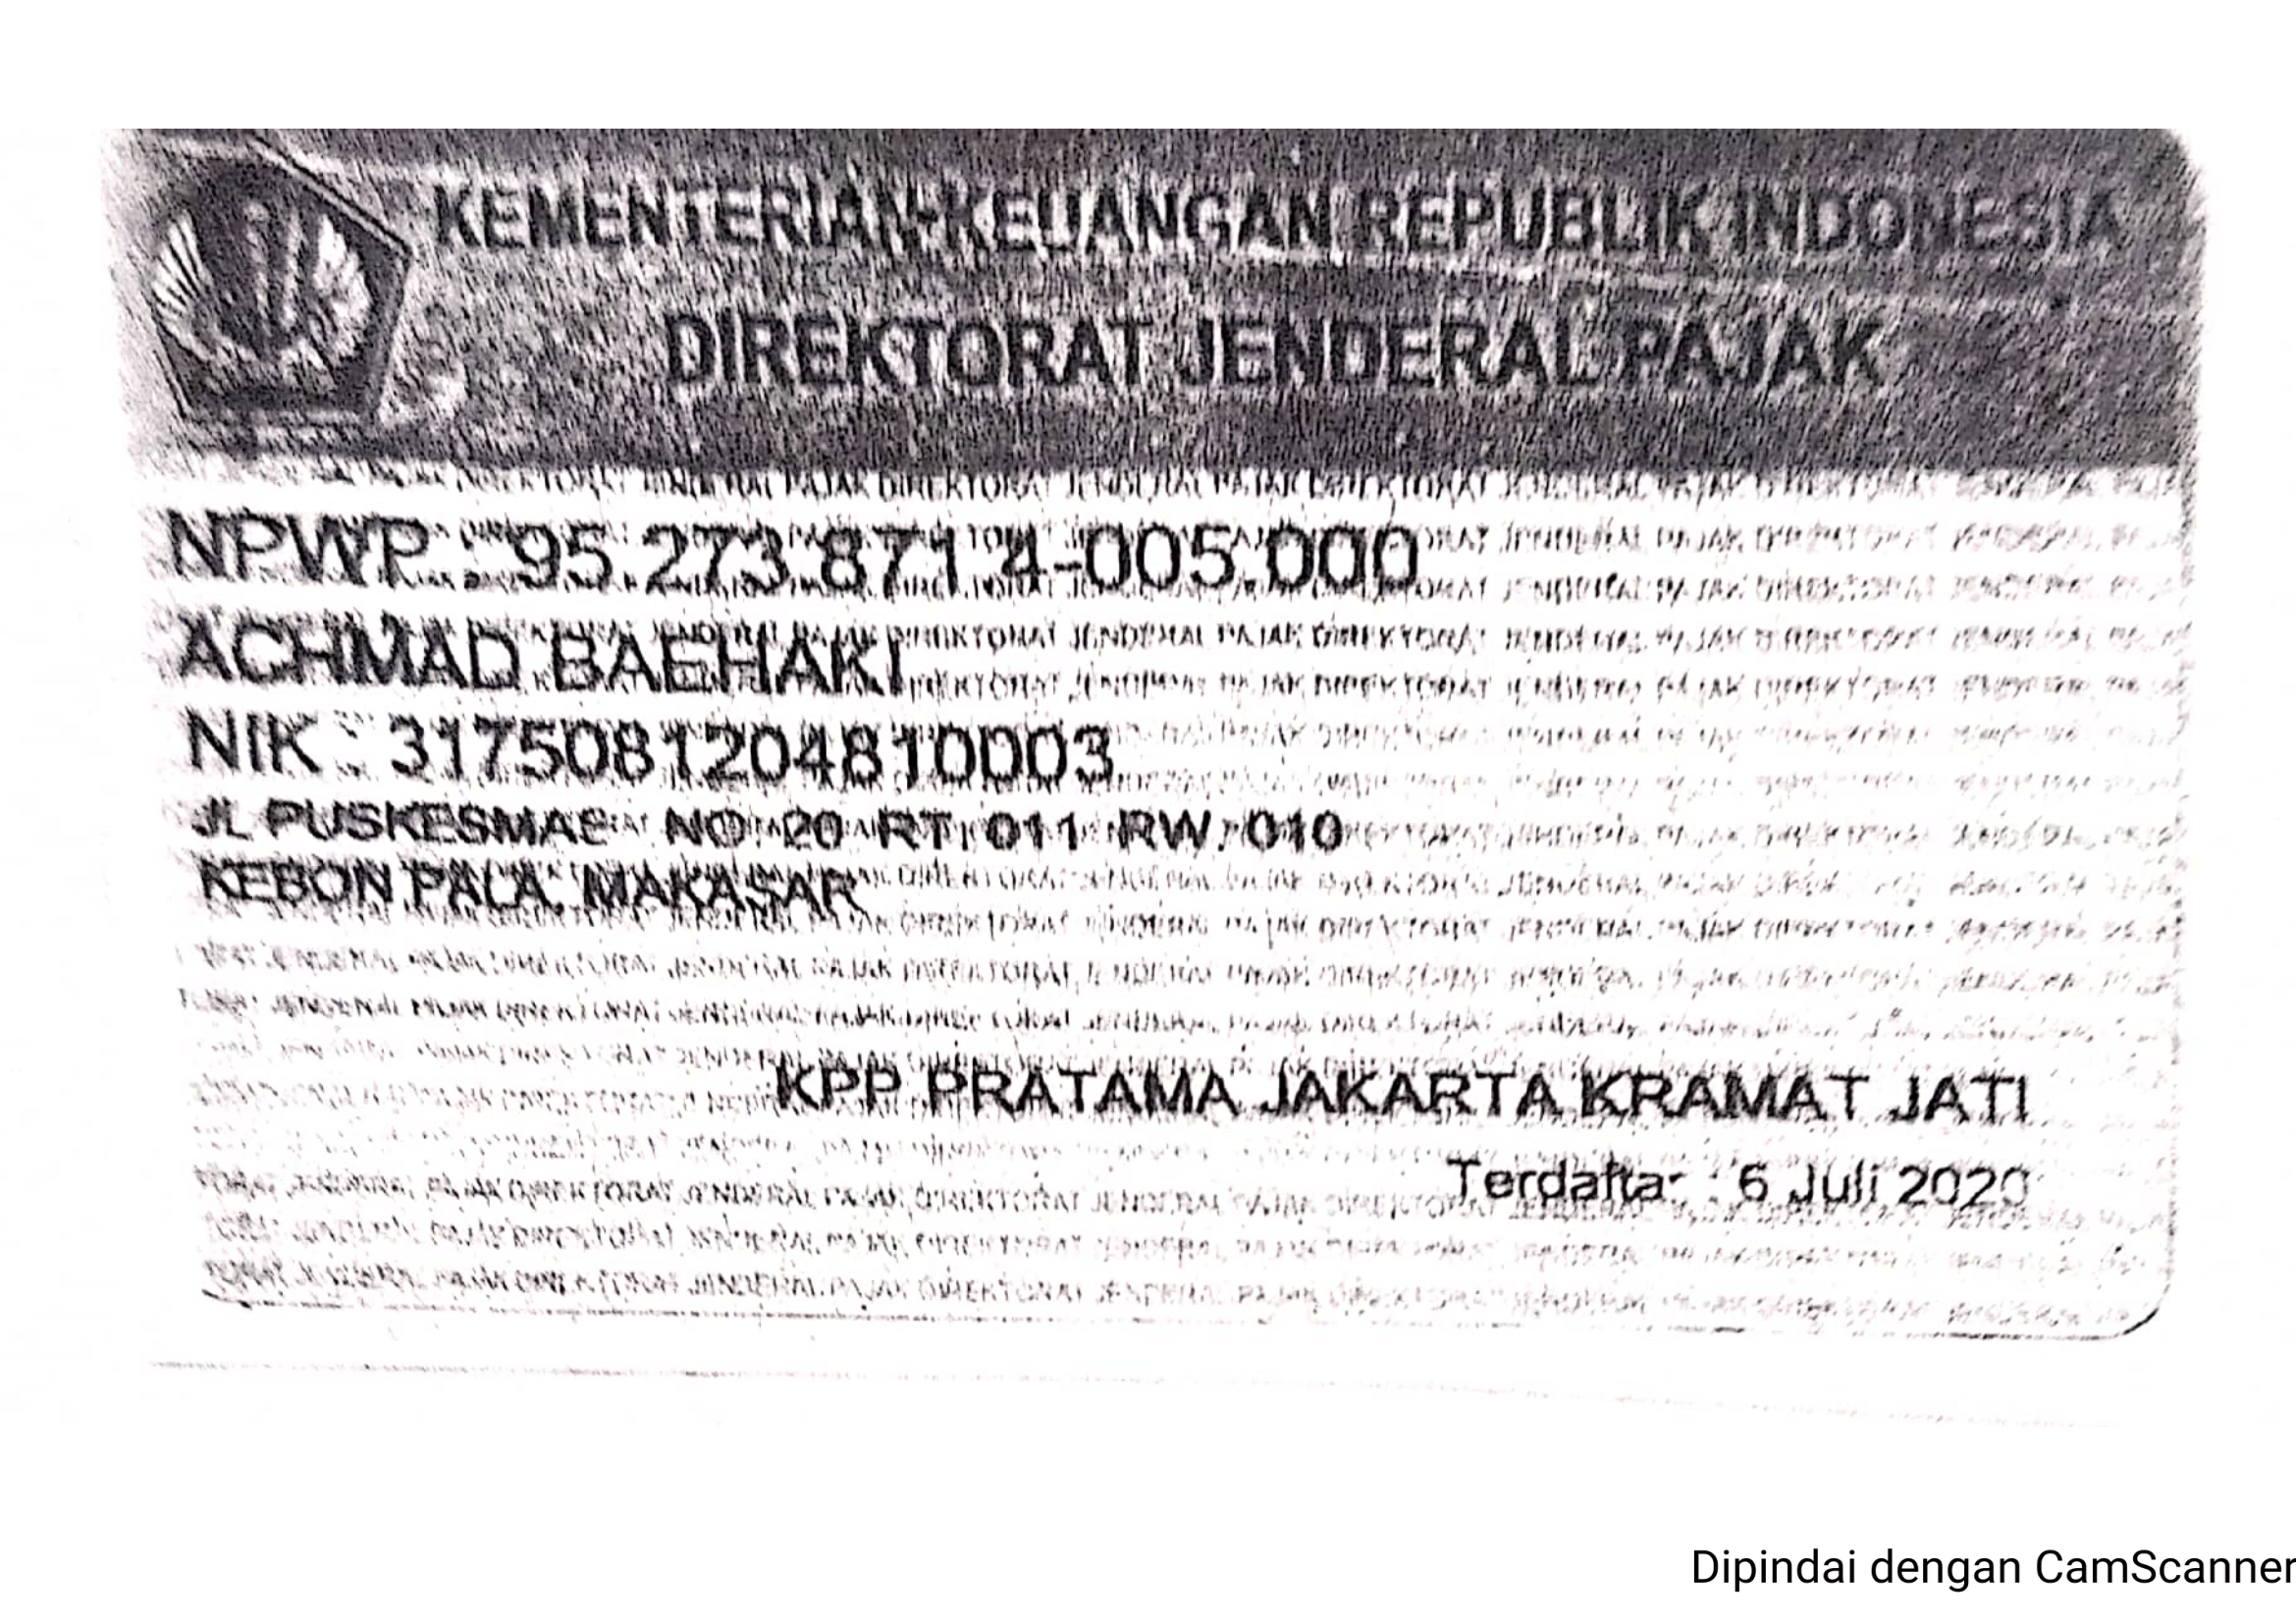 KEMENTERIAN KEUANGAN REPUBLIK INDONESIA
DIREKTORAT JENDERAL PAJAK
NPWP : 95.273.871.4-005.000
ACHMAD BAEHAKI
NIK : 3175081204810003
JL PUSKESMAS NO. 20 RT. 011 RW. 010
KEBON PALA, MAKASAR
KPP PRATAMA JAKARTA KRAMAT JATI
Terdaftar : 6 Juli 2020
Dipindai dengan CamScanner